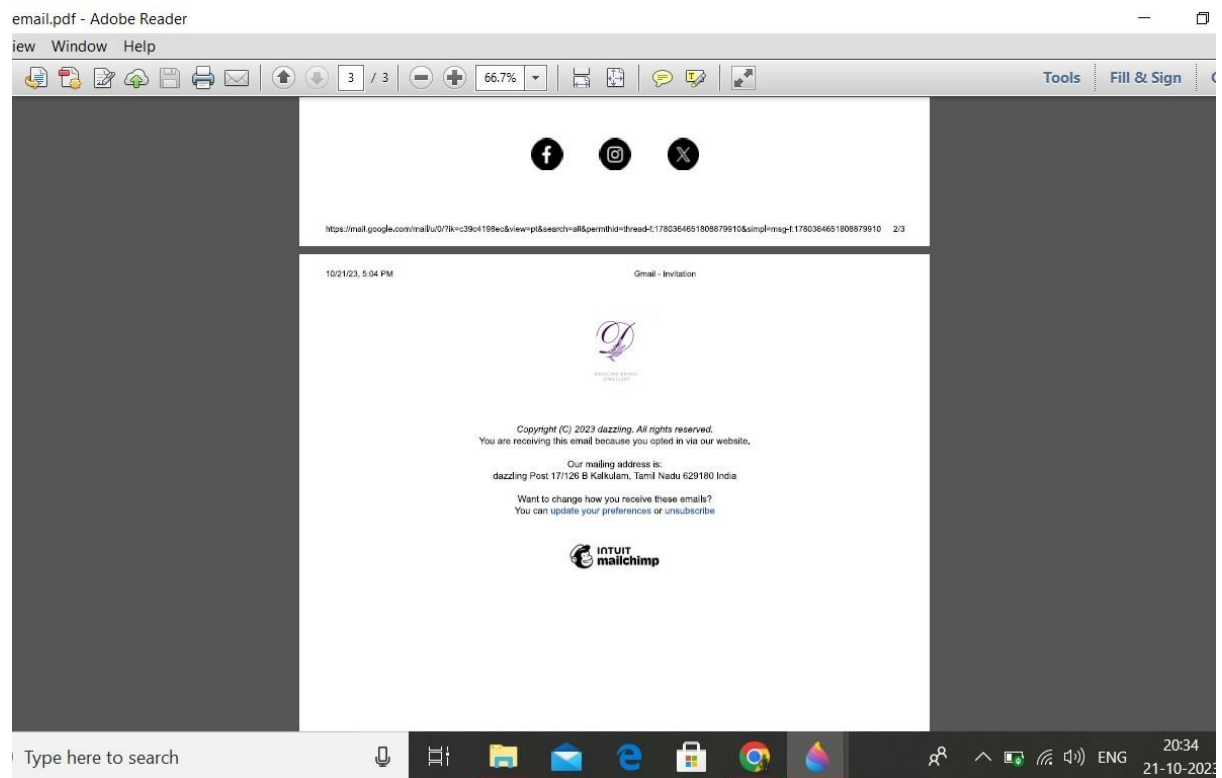 email.pdf - Adobe Reader
iew Window Help
3 / 3 66.7% Tools Fill & Sign
https://mail.google.com/mail/u/0/?ik=c39c4198ec&view=pt&search=all&permthid=thread-f:1780364651808879910&simpl=msg-f:1780364651808879910 2/3
10/21/23, 5:04 PM Gmail - Invitation
D
DAZZLING BRIDAL
JEWELLERY
Copyright (C) 2023 dazzling. All rights reserved.
You are receiving this email because you opted in via our website.
Our mailing address is:
dazzling Post 17/126 B Kalkulam, Tamil Nadu 629180 India
Want to change how you receive these emails?
You can update your preferences or unsubscribe
INTUIT
mailchimp
Type here to search
ENG 20:34
21-10-2023